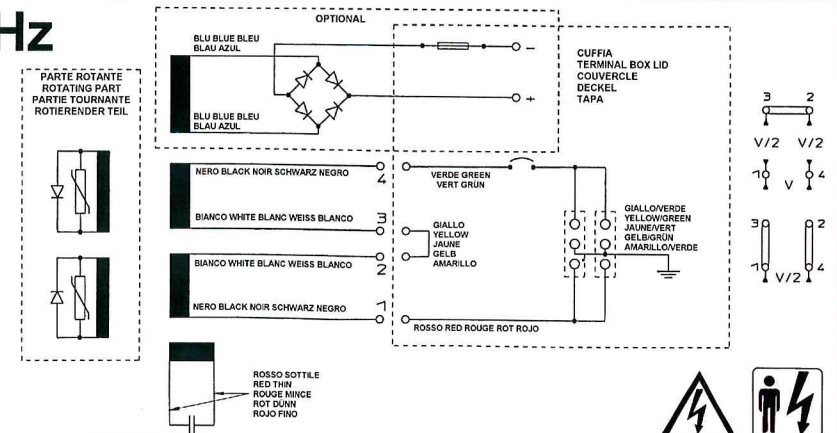 Hz
OPTIONAL
BLU BLUE BLEU
BLAU AZUL
BLU BLUE BLEU
BLAU AZUL
−
+
CUFFIA
TERMINAL BOX LID
COUVERCLE
DECKEL
TAPA
PARTE ROTANTE
ROTATING PART
PARTIE TOURNANTE
ROTIERENDER TEIL
NERO BLACK NOIR SCHWARZ NEGRO
4
VERDE GREEN
VERT GRÜN
BIANCO WHITE BLANC WEISS BLANCO
3
GIALLO
YELLOW
JAUNE
GELB
AMARILLO
BIANCO WHITE BLANC WEISS BLANCO
2
NERO BLACK NOIR SCHWARZ NEGRO
1
ROSSO RED ROUGE ROT ROJO
GIALLO/VERDE
YELLOW/GREEN
JAUNE/VERT
GELB/GRÜN
AMARILLO/VERDE
3 2
V/2 V/2
1 V 4
3 2
1 V/2 4
ROSSO SOTTILE
RED THIN
ROUGE MINCE
ROT DÜNN
ROJO FINO